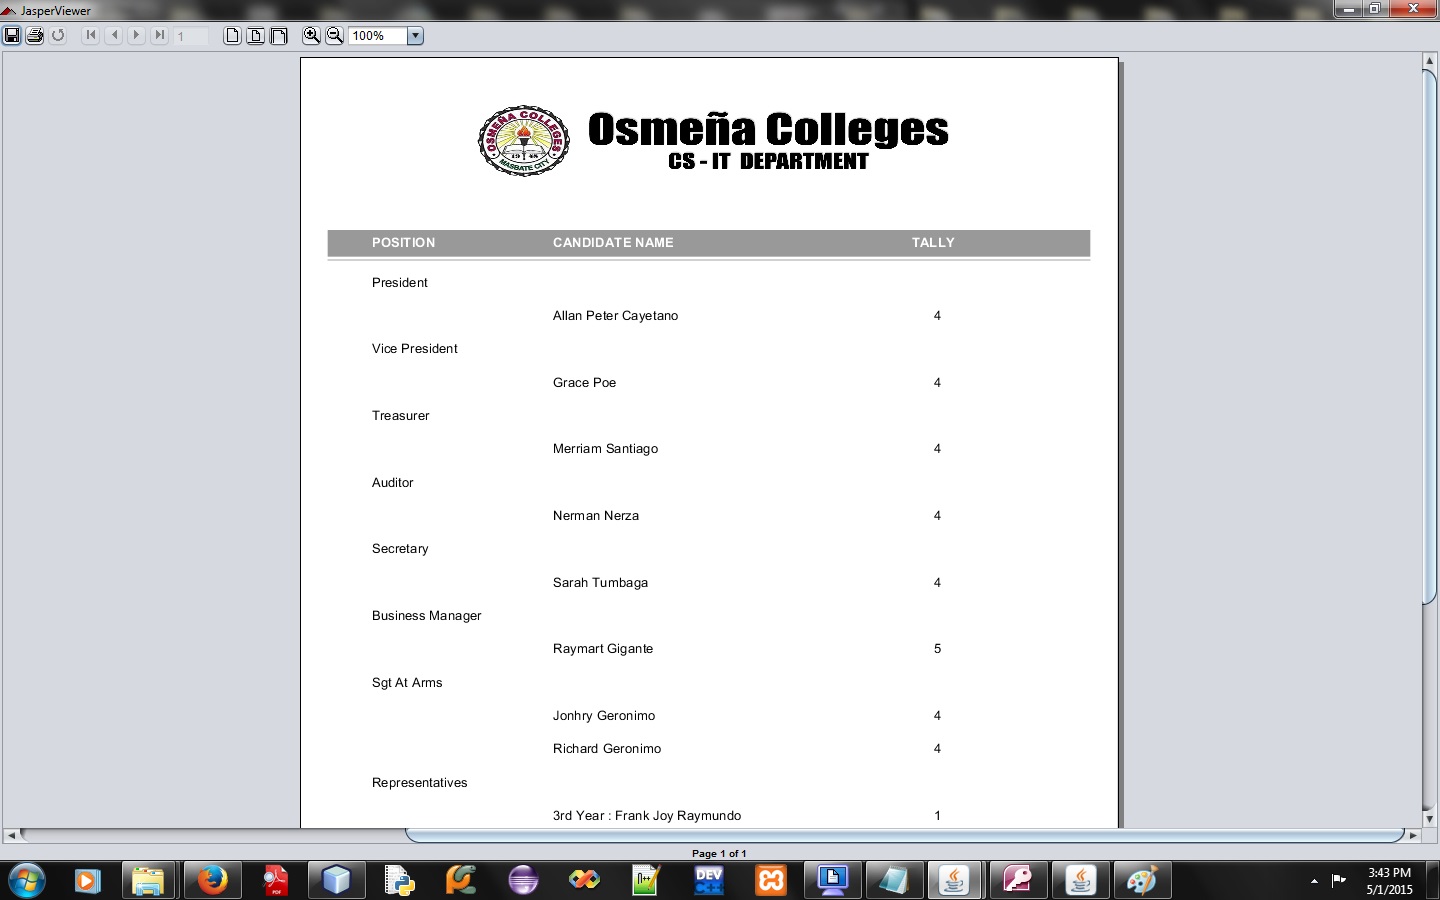 JasperViewer
1
100%
OSMEÑA COLLEGES
1948
MASBATE CITY
Osmeña Colleges
CS - IT DEPARTMENT
POSITION CANDIDATE NAME TALLY
President
Allan Peter Cayetano 4
Vice President
Grace Poe 4
Treasurer
Merriam Santiago 4
Auditor
Nerman Nerza 4
Secretary
Sarah Tumbaga 4
Business Manager
Raymart Gigante 5
Sgt At Arms
Jonhry Geronimo 4
Richard Geronimo 4
Representatives
3rd Year : Frank Joy Raymundo 1
Page 1 of 1
PDF
N++
DEV
C++
3:43 PM
5/1/2015